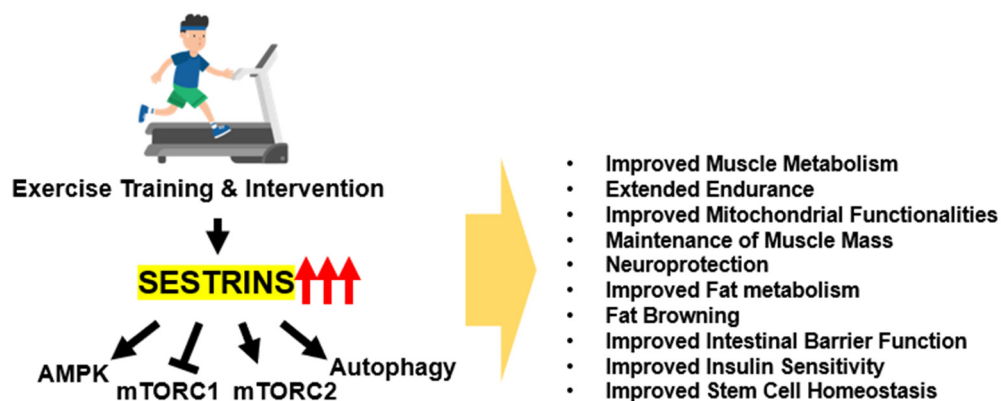 Exercise Training & Intervention
SESTRINS
AMPK
mTORC1
mTORC2
Autophagy
• Improved Muscle Metabolism
• Extended Endurance
• Improved Mitochondrial Functionalities
• Maintenance of Muscle Mass
• Neuroprotection
• Improved Fat metabolism
• Fat Browning
• Improved Intestinal Barrier Function
• Improved Insulin Sensitivity
• Improved Stem Cell Homeostasis